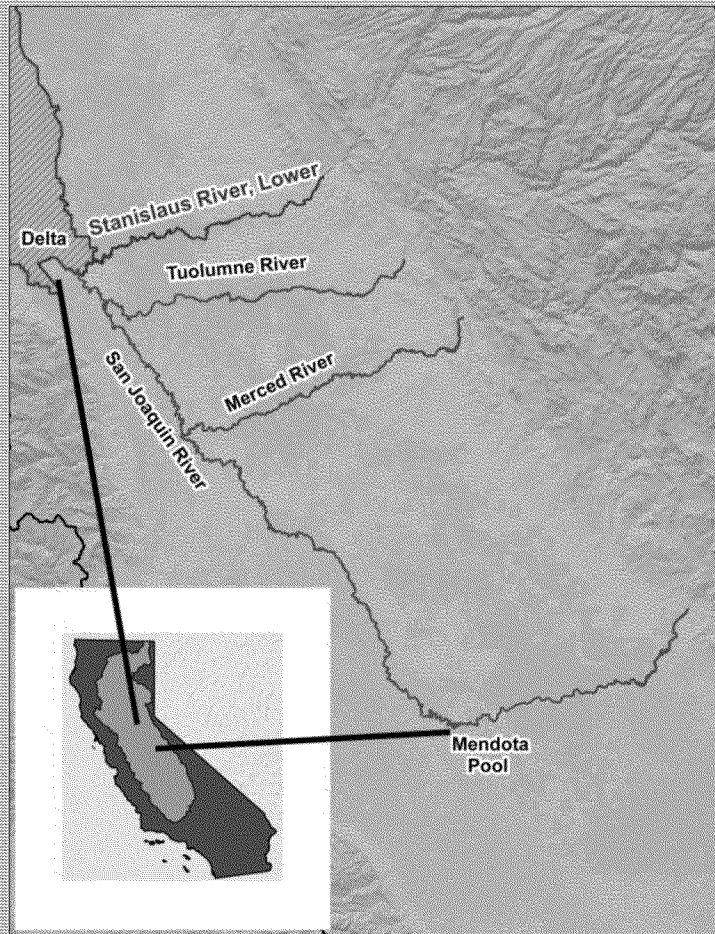 Stanislaus River, Lower
Delta
Tuolumne River
San Joaquin River
Merced River
Mendota
Pool